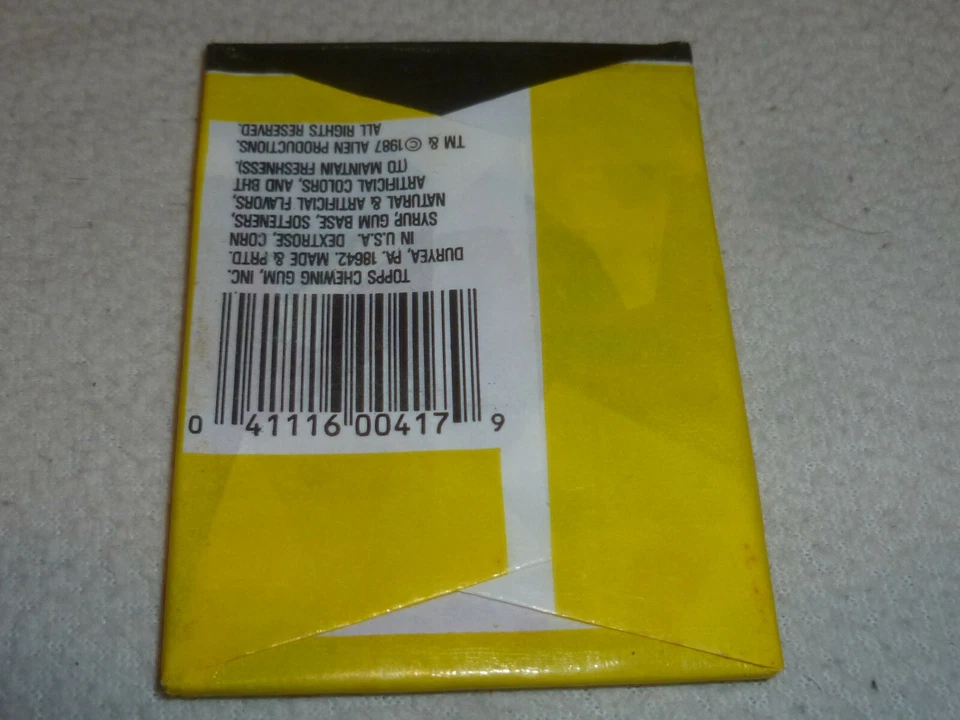 TOPPS CHEWING GUM, INC.
DURYEA, PA. 18642. MADE & PRTD.
IN U.S.A. DEXTROSE, CORN
SYRUP, GUM BASE, SOFTENERS,
NATURAL & ARTIFICIAL FLAVORS,
ARTIFICIAL COLORS, AND BHT
(TO MAINTAIN FRESHNESS).
TM & © 1987 ALIEN PRODUCTIONS.
ALL RIGHTS RESERVED.
0 41116 00417 9